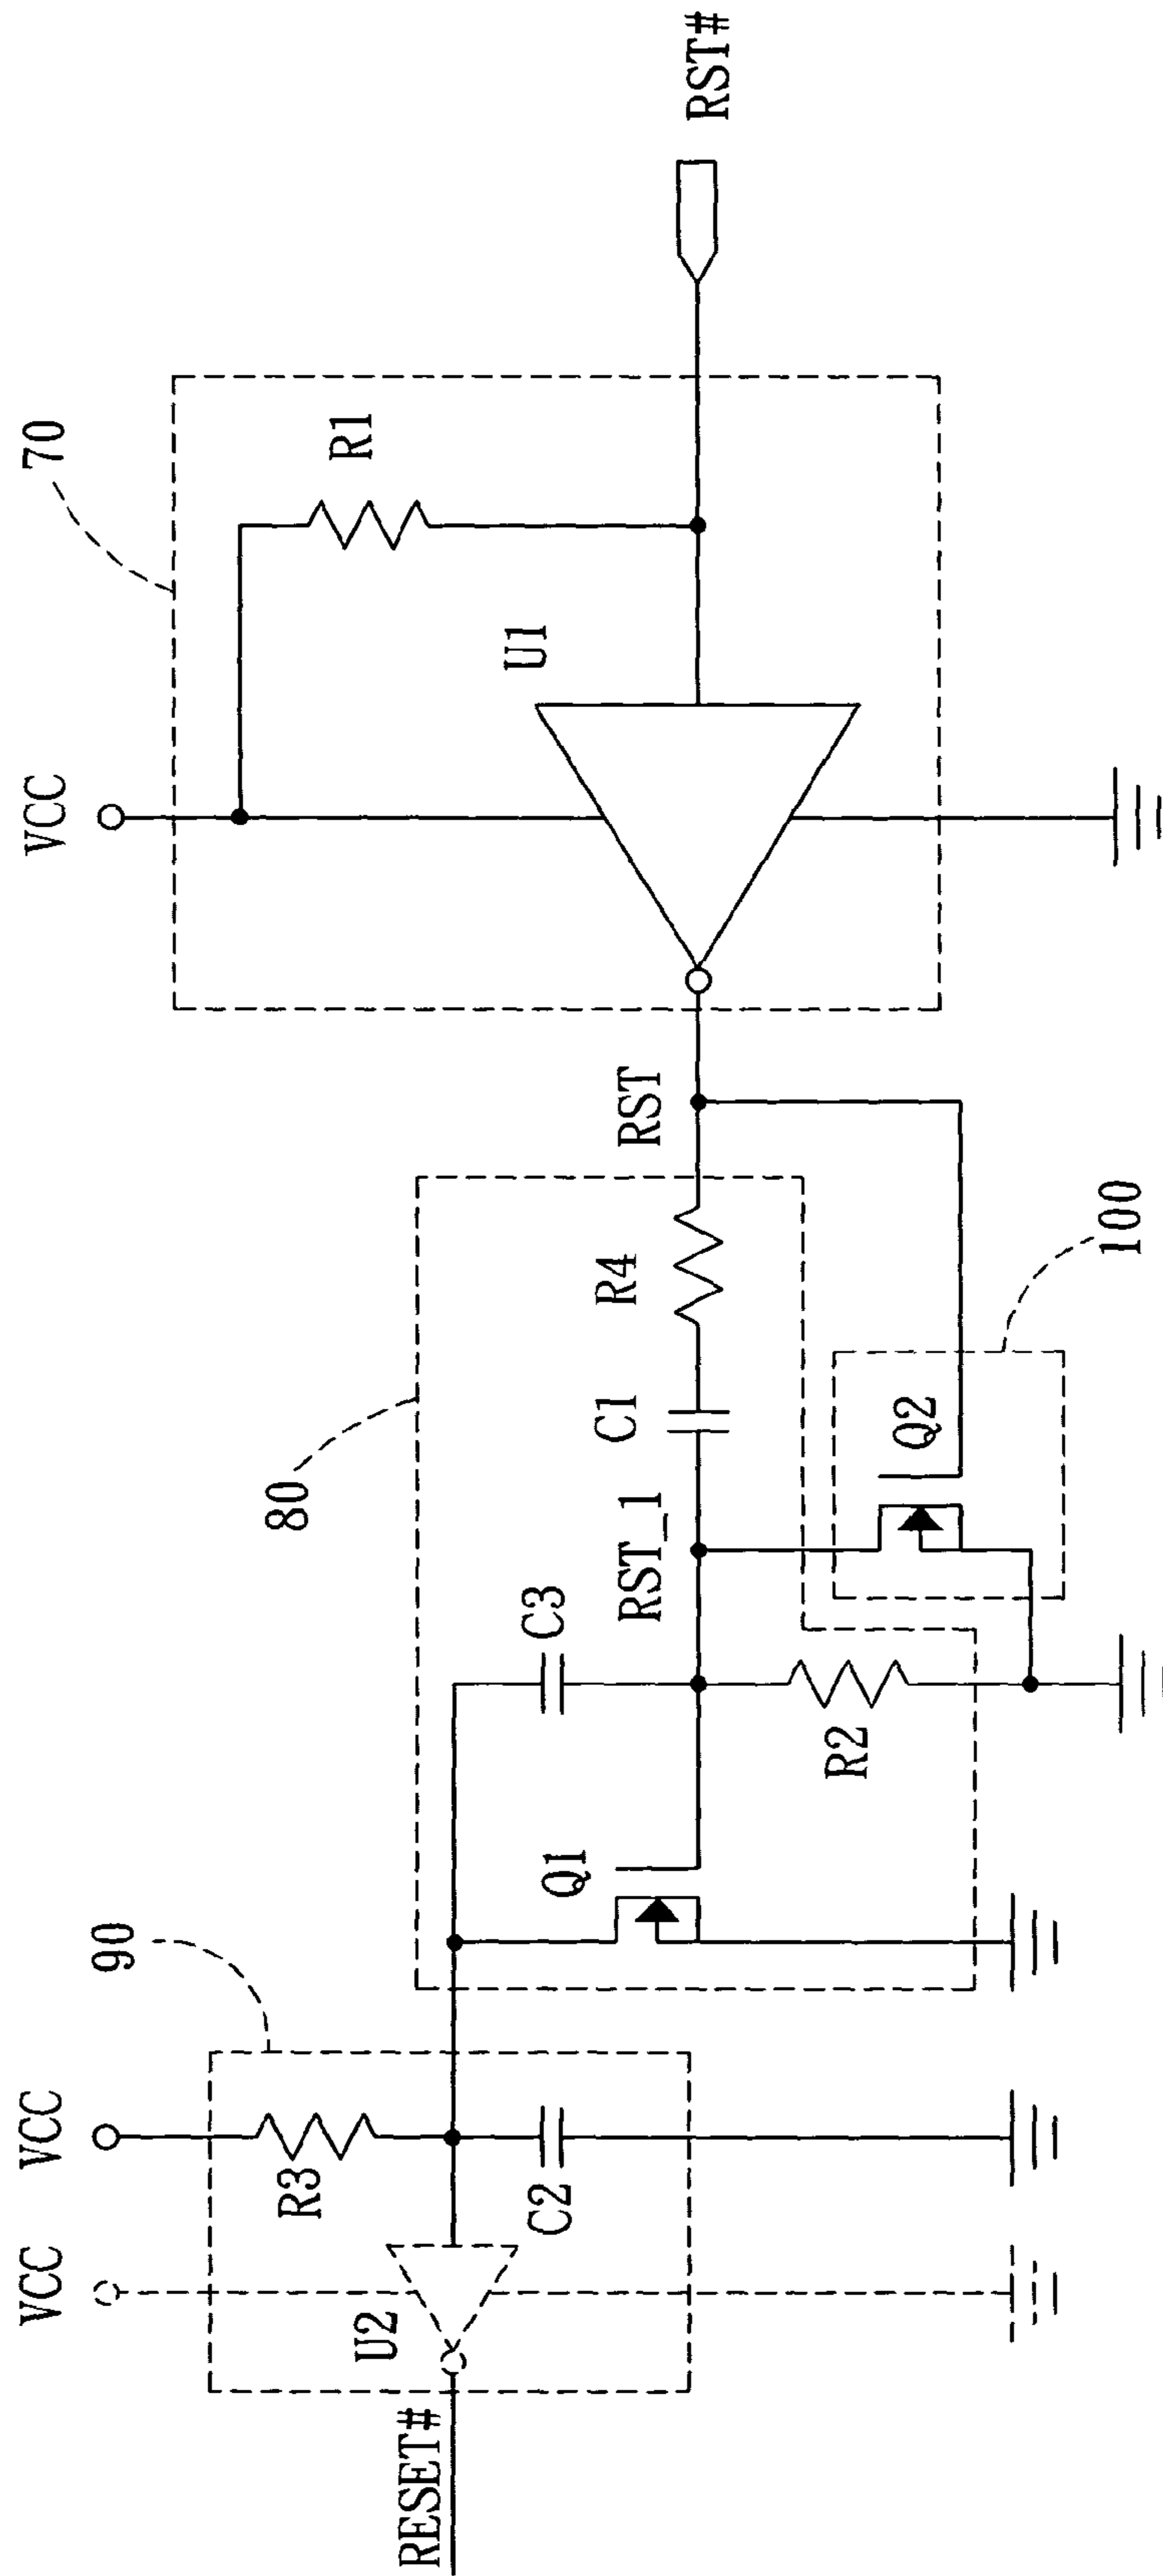 RST#
70
R1
VCC
U1
RST
R4
C1
RST_1
80
Q2
100
C3
R2
Q1
90
VCC
R3
C2
VCC
U2
RESET#